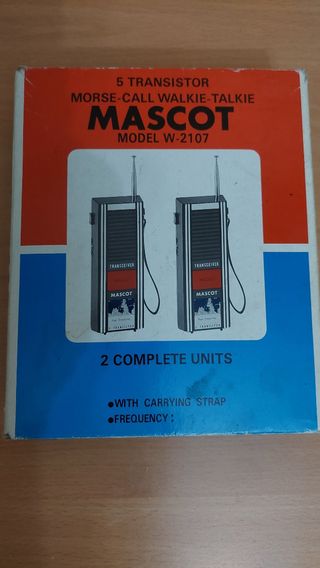 5 TRANSISTOR
MORSE-CALL WALKIE-TALKIE
MASCOT
MODEL W-2107
TRANSCEIVER
MASCOT
TRANSCEIVER
MASCOT
2 COMPLETE UNITS
●WITH CARRYING STRAP
●FREQUENCY: